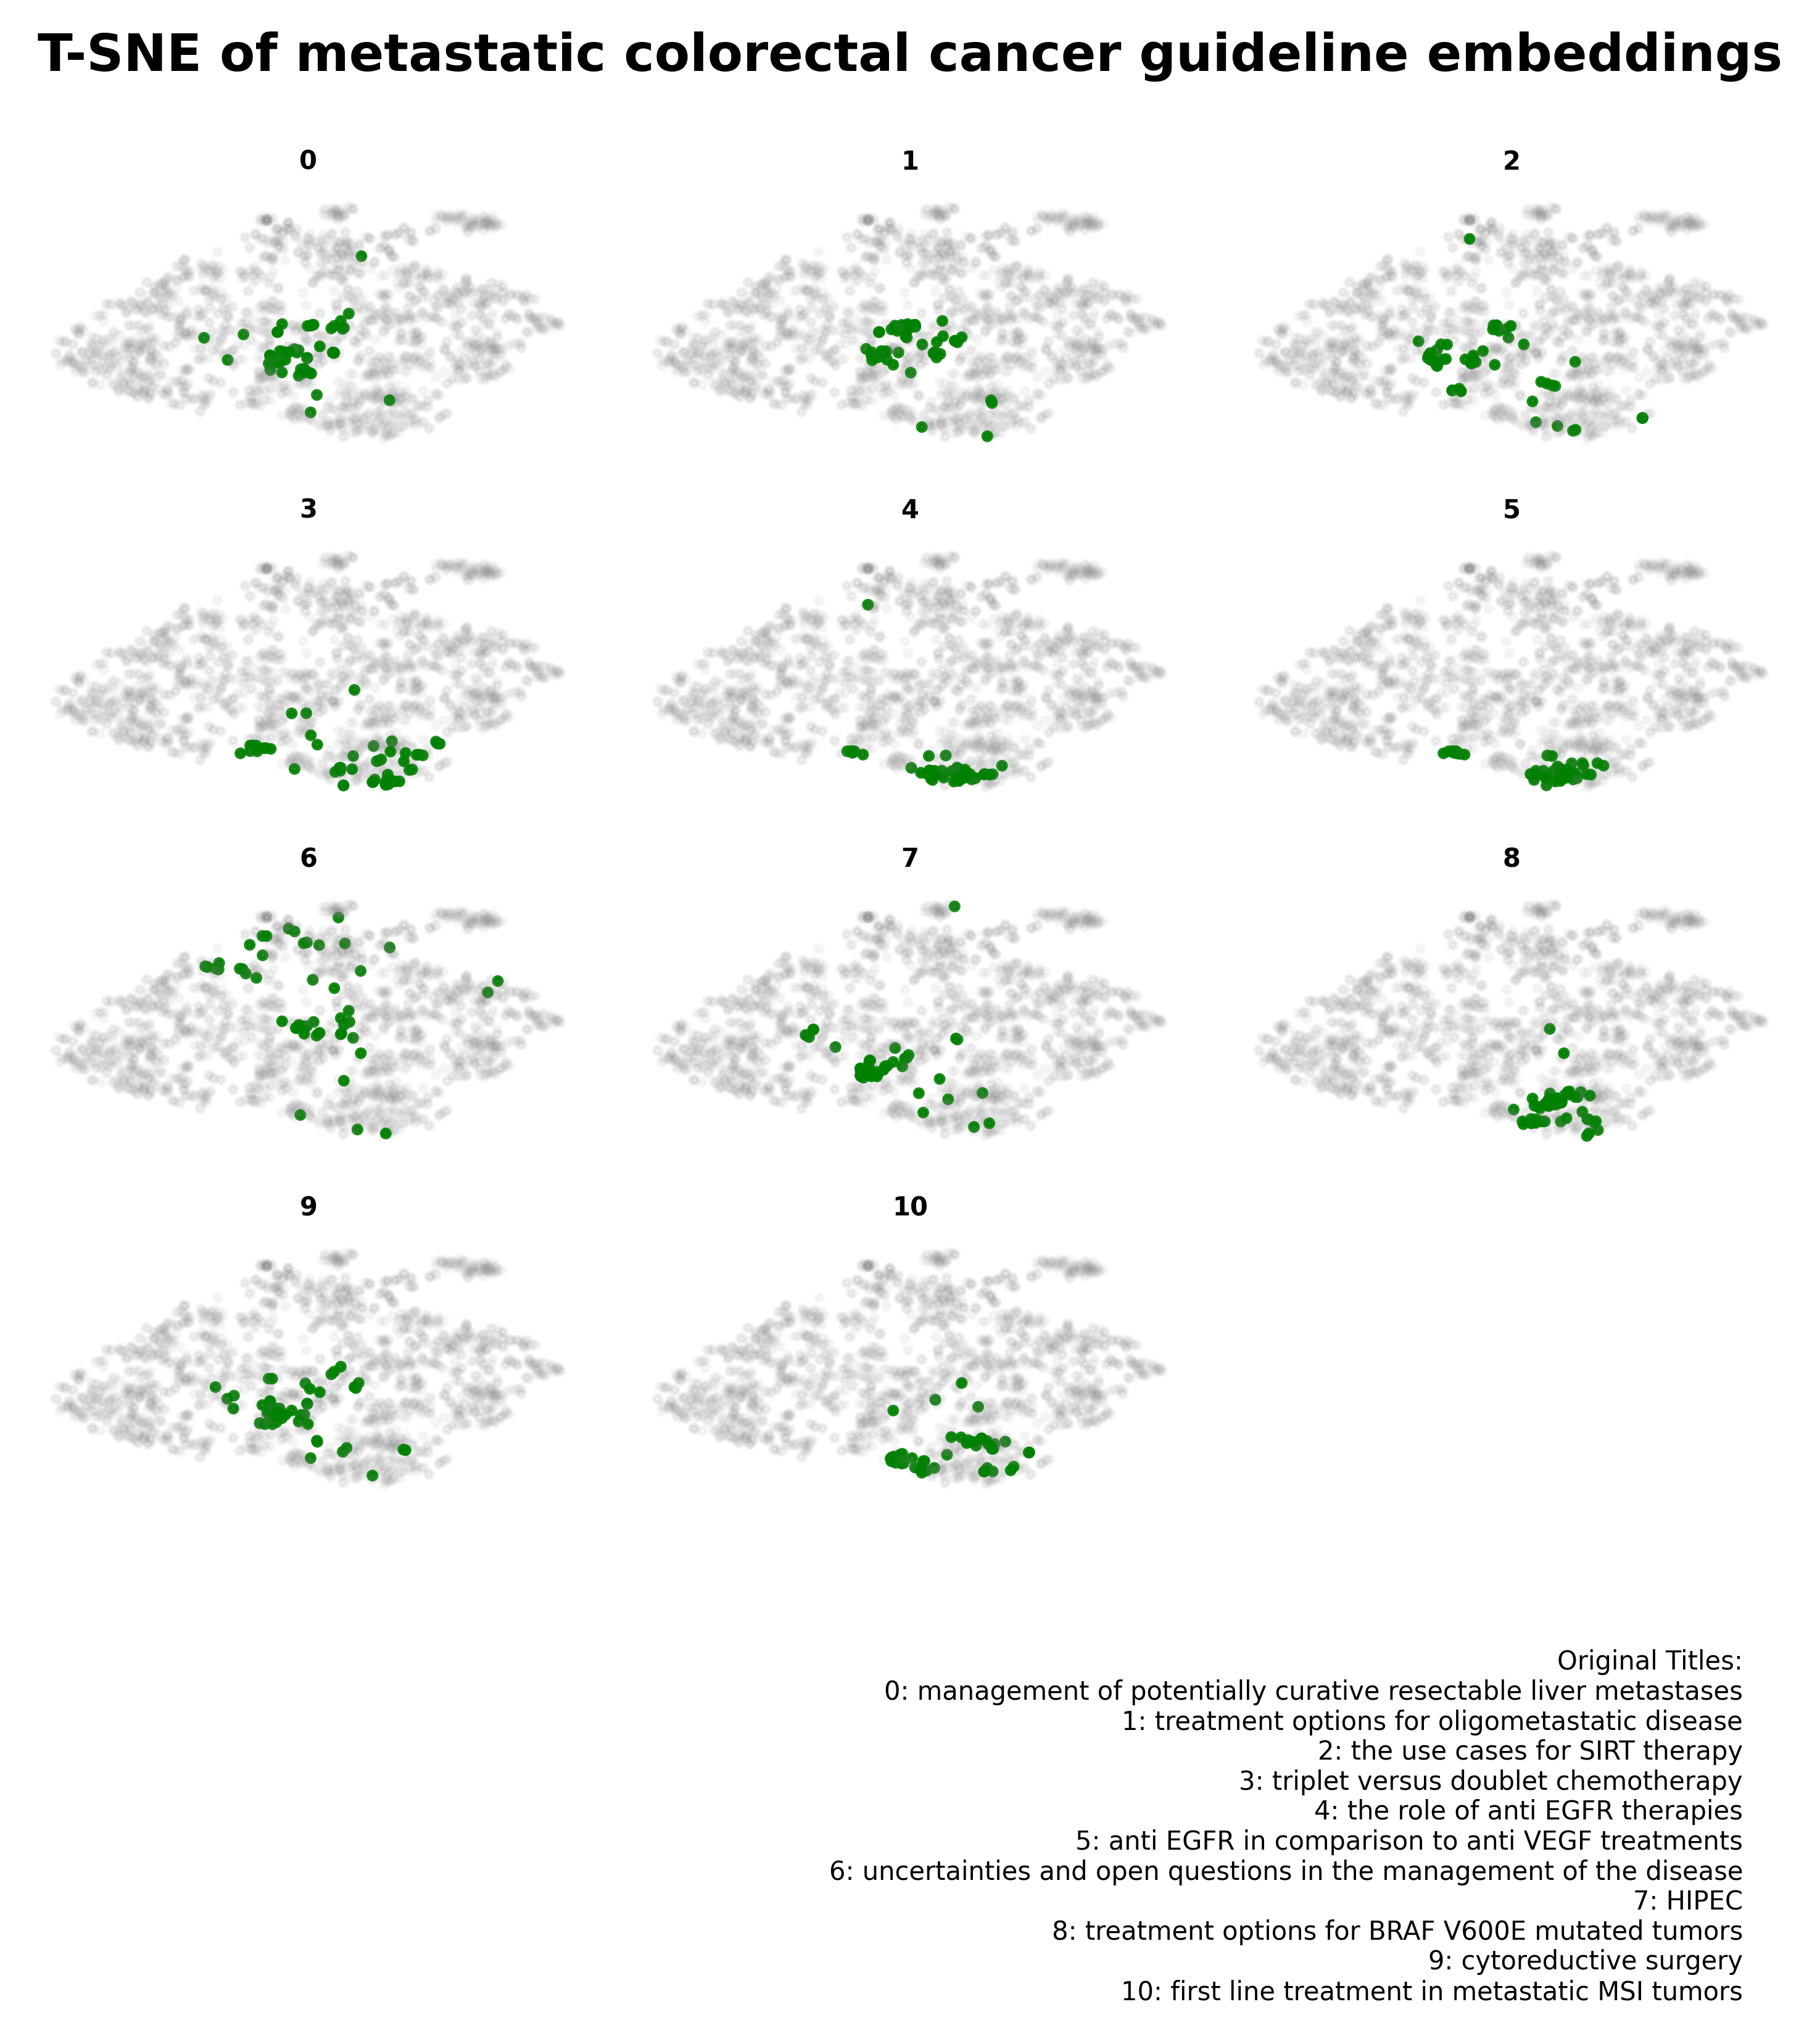 T-SNE of metastatic colorectal cancer guideline embeddings
0
1
2
3
4
5
6
7
8
9
10
Original Titles:
0: management of potentially curative resectable liver metastases
1: treatment options for oligometastatic disease
2: the use cases for SIRT therapy
3: triplet versus doublet chemotherapy
4: the role of anti EGFR therapies
5: anti EGFR in comparison to anti VEGF treatments
6: uncertainties and open questions in the management of the disease
7: HIPEC
8: treatment options for BRAF V600E mutated tumors
9: cytoreductive surgery
10: first line treatment in metastatic MSI tumors